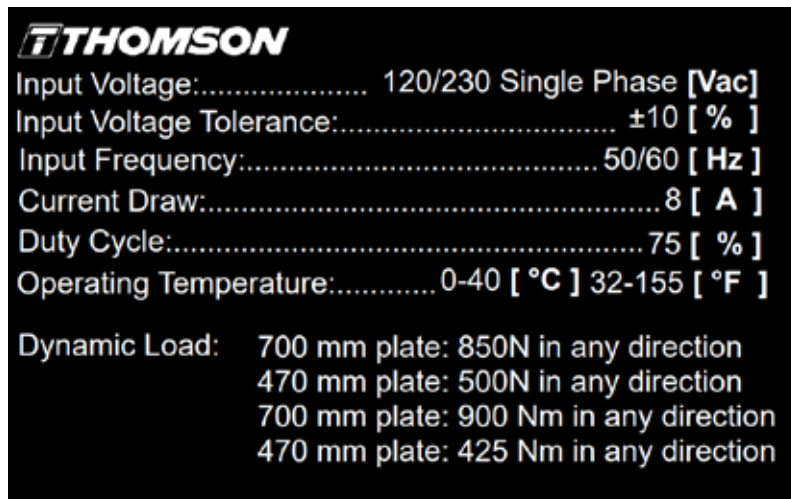 THOMSON
Input Voltage:.................... 120/230 Single Phase [Vac]
Input Voltage Tolerance:................................. ±10 [ % ]
Input Frequency:.......................................... 50/60 [ Hz ]
Current Draw:...................................................... 8 [ A ]
Duty Cycle:........................................................ 75 [ % ]
Operating Temperature:............ 0-40 [ °C ] 32-155 [ °F ]
Dynamic Load: 700 mm plate: 850N in any direction
470 mm plate: 500N in any direction
700 mm plate: 900 Nm in any direction
470 mm plate: 425 Nm in any direction